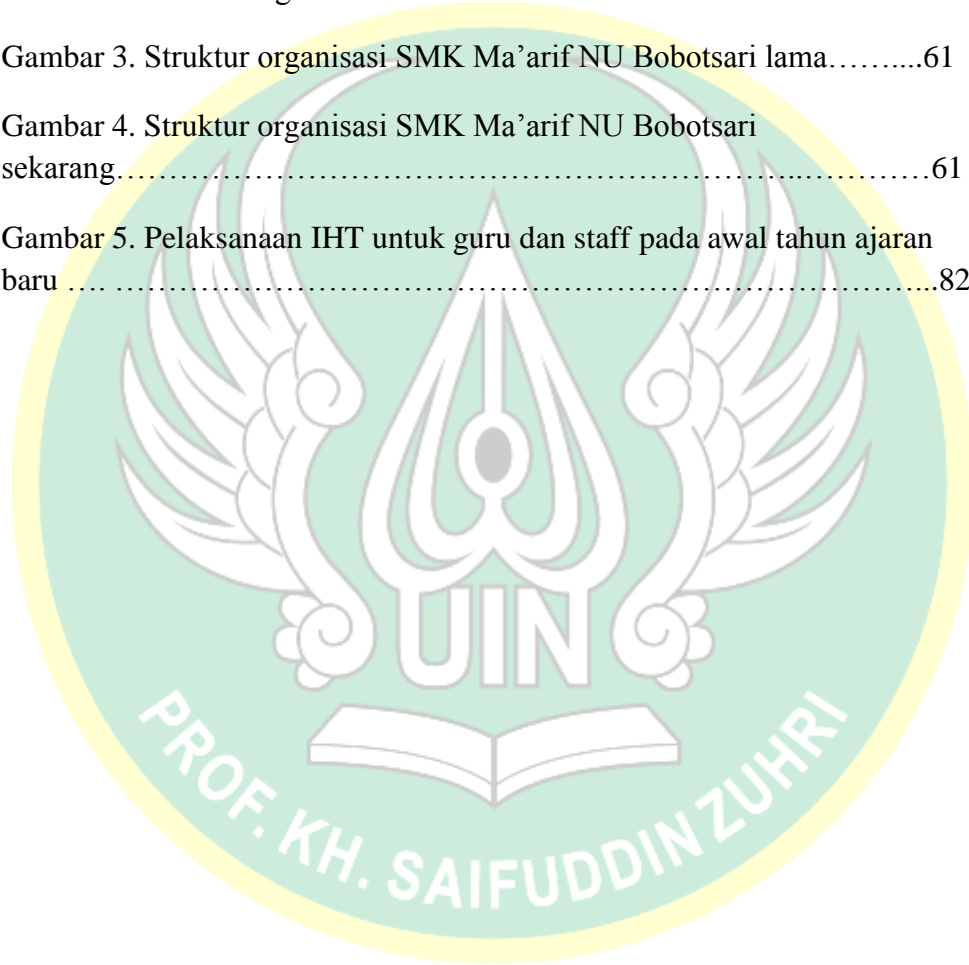 Gambar 3. Struktur organisasi SMK Ma’arif NU Bobotsari lama……....61
Gambar 4. Struktur organisasi SMK Ma’arif NU Bobotsari
sekarang………………………………………………………...…………61
Gambar 5. Pelaksanaan IHT untuk guru dan staff pada awal tahun ajaran
baru …. …………………………………………………………………..82
UIN
PROF. KH. SAIFUDDIN ZUHRI